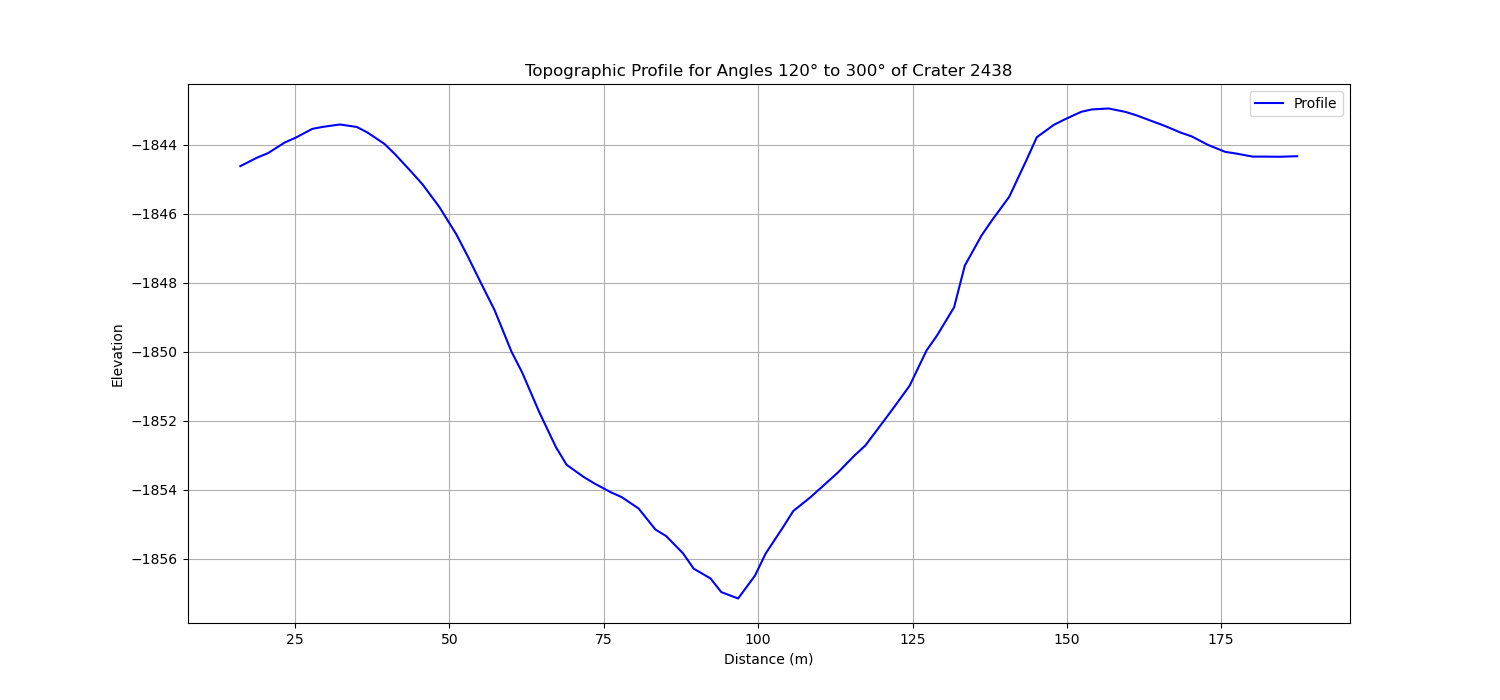 Topographic Profile for Angles 120° to 300° of Crater 2438
Profile
−1844
−1846
−1848
−1850
−1852
−1854
−1856
Elevation
25 50 75 100 125 150 175
Distance (m)